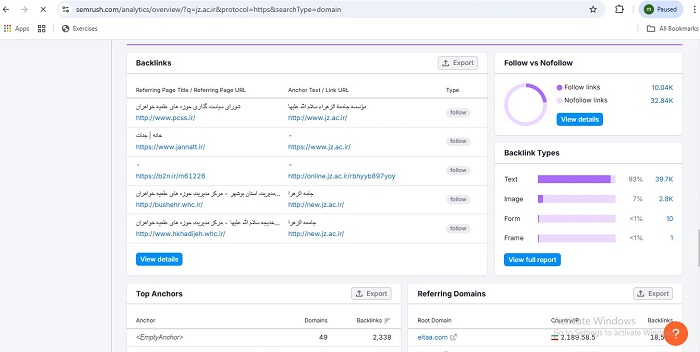 semrush.com/analytics/overview/?q=jz.ac.ir&protocol=https&searchType=domain
m Paused
Apps Exercises All Bookmarks
Backlinks Export
Referring Page Title / Referring Page URL Anchor Text / Link URL Type
شورای سیاست گذاری حوزه های علمیه خواهران مؤسسه جامعة الزهراء سلام الله علیها
http://www.pcss.ir/ http://www.jz.ac.ir/ follow
خانه | جنات -
https://www.jannatt.ir/ https://www.jz.ac.ir/ follow
- -
https://b2n.ir/m61226 http://online.jz.ac.ir/rbhyyb897yoy follow
مدیریت استان بوشهر - مرکز مدیریت حوزه های علمیه خواهران... جامعه الزهرا
http://bushehr.whc.ir/ http://new.jz.ac.ir/ follow
خدیجه سلام الله علیها - مرکز مدیریت حوزه های علمیه خواهران... جامعه الزهرا
http://www.hkhadijeh.whc.ir/ http://new.jz.ac.ir/ follow
View details
Follow vs Nofollow
Follow links 10.04K
Nofollow links 32.84K
View details
Backlink Types
Text 93% 39.7K
Image 7% 2.8K
Form <1% 10
Frame <1% 1
View full report
Top Anchors Export
Anchor Domains Backlinks
<EmptyAnchor> 49 2,338
Referring Domains Export
Root Domain Country/IP Backlinks
eitaa.com 2.189.58.5
Activate Windows
Go to Settings to activate Windows
?